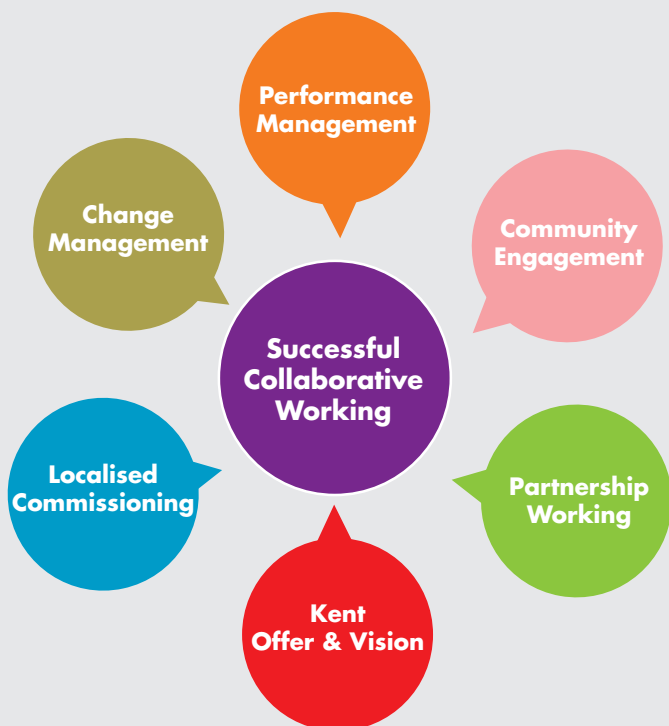 Performance
Management
Change
Management
Community
Engagement
Successful
Collaborative
Working
Localised
Commissioning
Partnership
Working
Kent
Offer & Vision